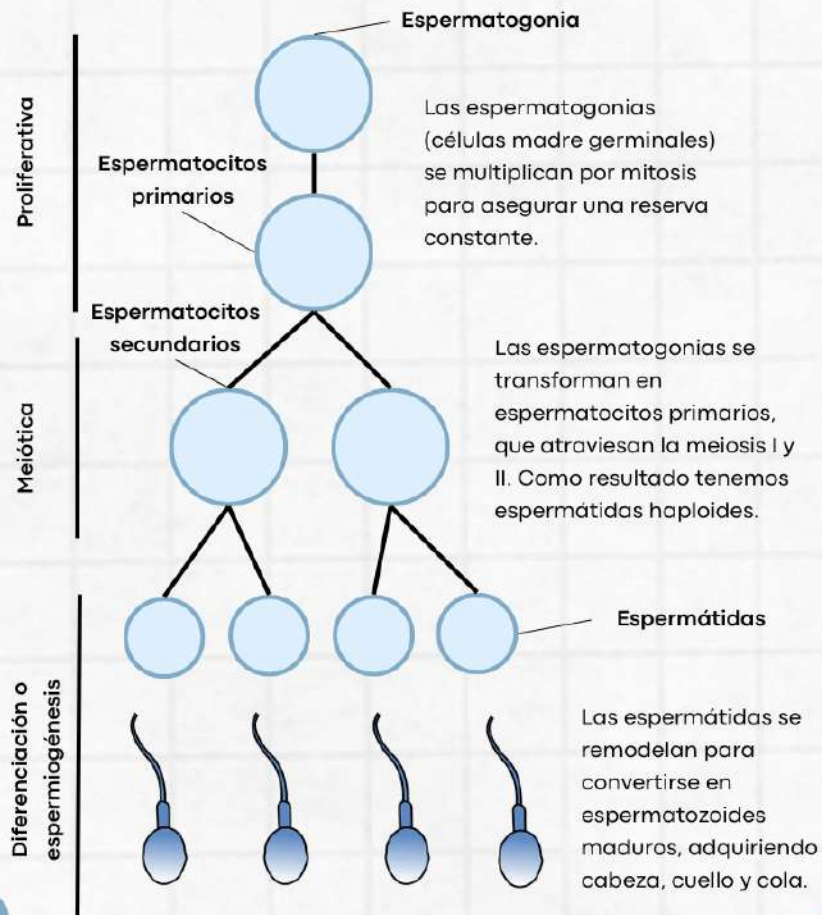 Espermatogonia
Proliferativa
Las espermatogonias
(células madre germinales)
se multiplican por mitosis
para asegurar una reserva
constante.
Espermatocitos
primarios
Espermatocitos
secundarios
Meiótica
Las espermatogonias se
transforman en
espermatocitos primarios,
que atraviesan la meiosis I y
II. Como resultado tenemos
espermátidas haploides.
Espermátidas
Diferenciación o
espermiogénesis
Las espermátidas se
remodelan para
convertirse en
espermatozoides
maduros, adquiriendo
cabeza, cuello y cola.